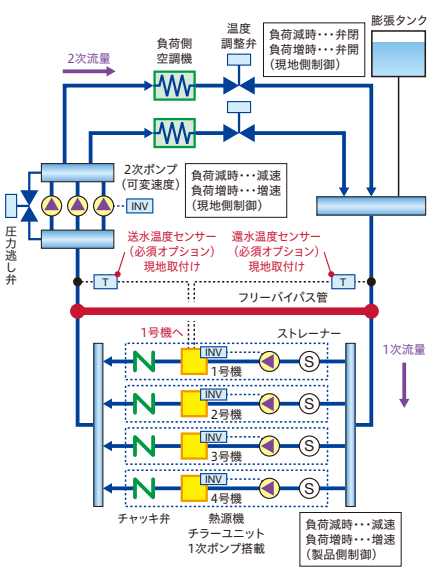 膨張タンク
温度
調整弁
負荷減時･･･弁閉
負荷増時･･･弁開
（現地側制御）
負荷側
空調機
2次流量
2次ポンプ
（可変速度）
INV
負荷減時･･･減速
負荷増時･･･増速
（現地側制御）
圧力逃し弁
送水温度センサー
（必須オプション）
現地取付け
還水温度センサー
（必須オプション）
現地取付け
T
T
フリーバイパス管
1号機へ
ストレーナー
1次流量
INV
S
1号機
INV
S
2号機
INV
S
3号機
INV
S
4号機
チャッキ弁
熱源機
チラーユニット
1次ポンプ搭載
負荷減時･･･減速
負荷増時･･･増速
（製品側制御）